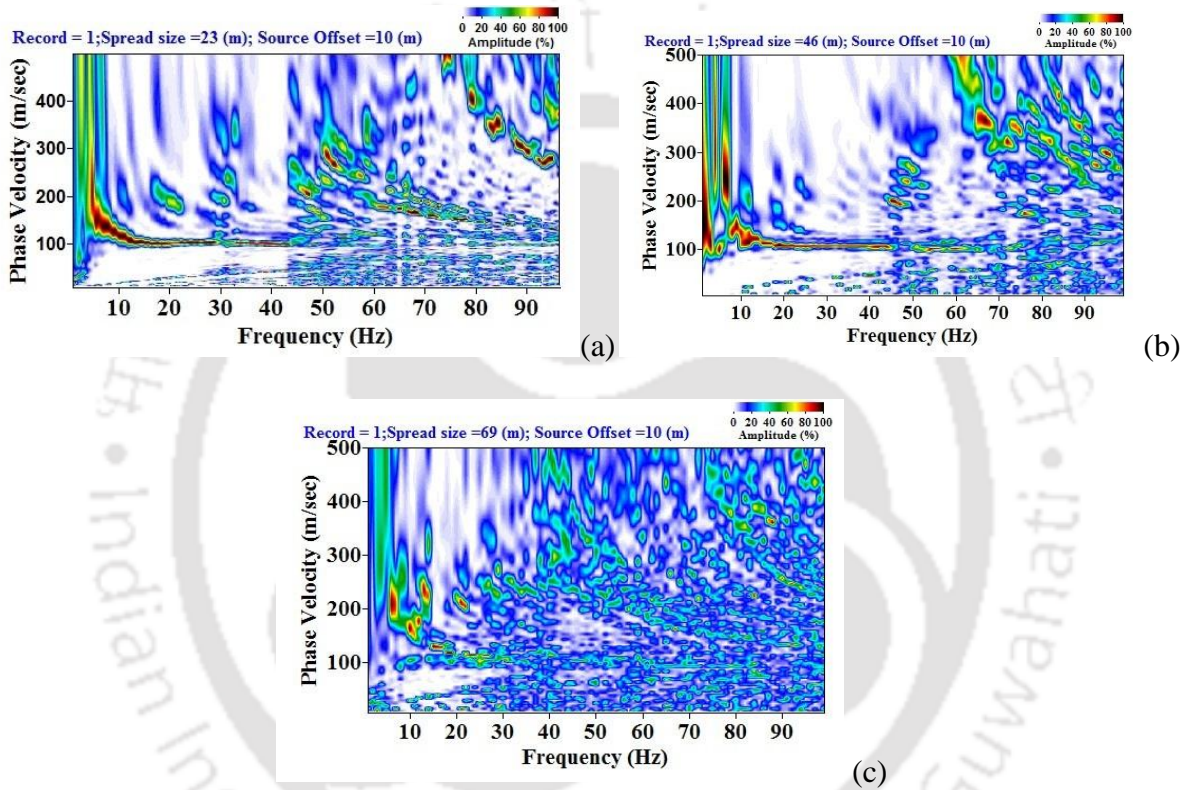 0 20 40 60 80 100
Amplitude (%)
Record = 1;Spread size =23 (m); Source Offset =10 (m)
Phase Velocity (m/sec)
400
300
200
100
10 20 30 40 50 60 70 80 90
Frequency (Hz)
(a)
0 20 40 60 80 100
Amplitude (%)
Record = 1;Spread size =46 (m); Source Offset =10 (m)
Phase Velocity (m/sec)
500
400
300
200
100
10 20 30 40 50 60 70 80 90
Frequency (Hz)
(b)
0 20 40 60 80 100
Amplitude (%)
Record = 1;Spread size =69 (m); Source Offset =10 (m)
Phase Velocity (m/sec)
500
400
300
200
100
10 20 30 40 50 60 70 80 90
Frequency (Hz)
(c)
Indian In
uwahati